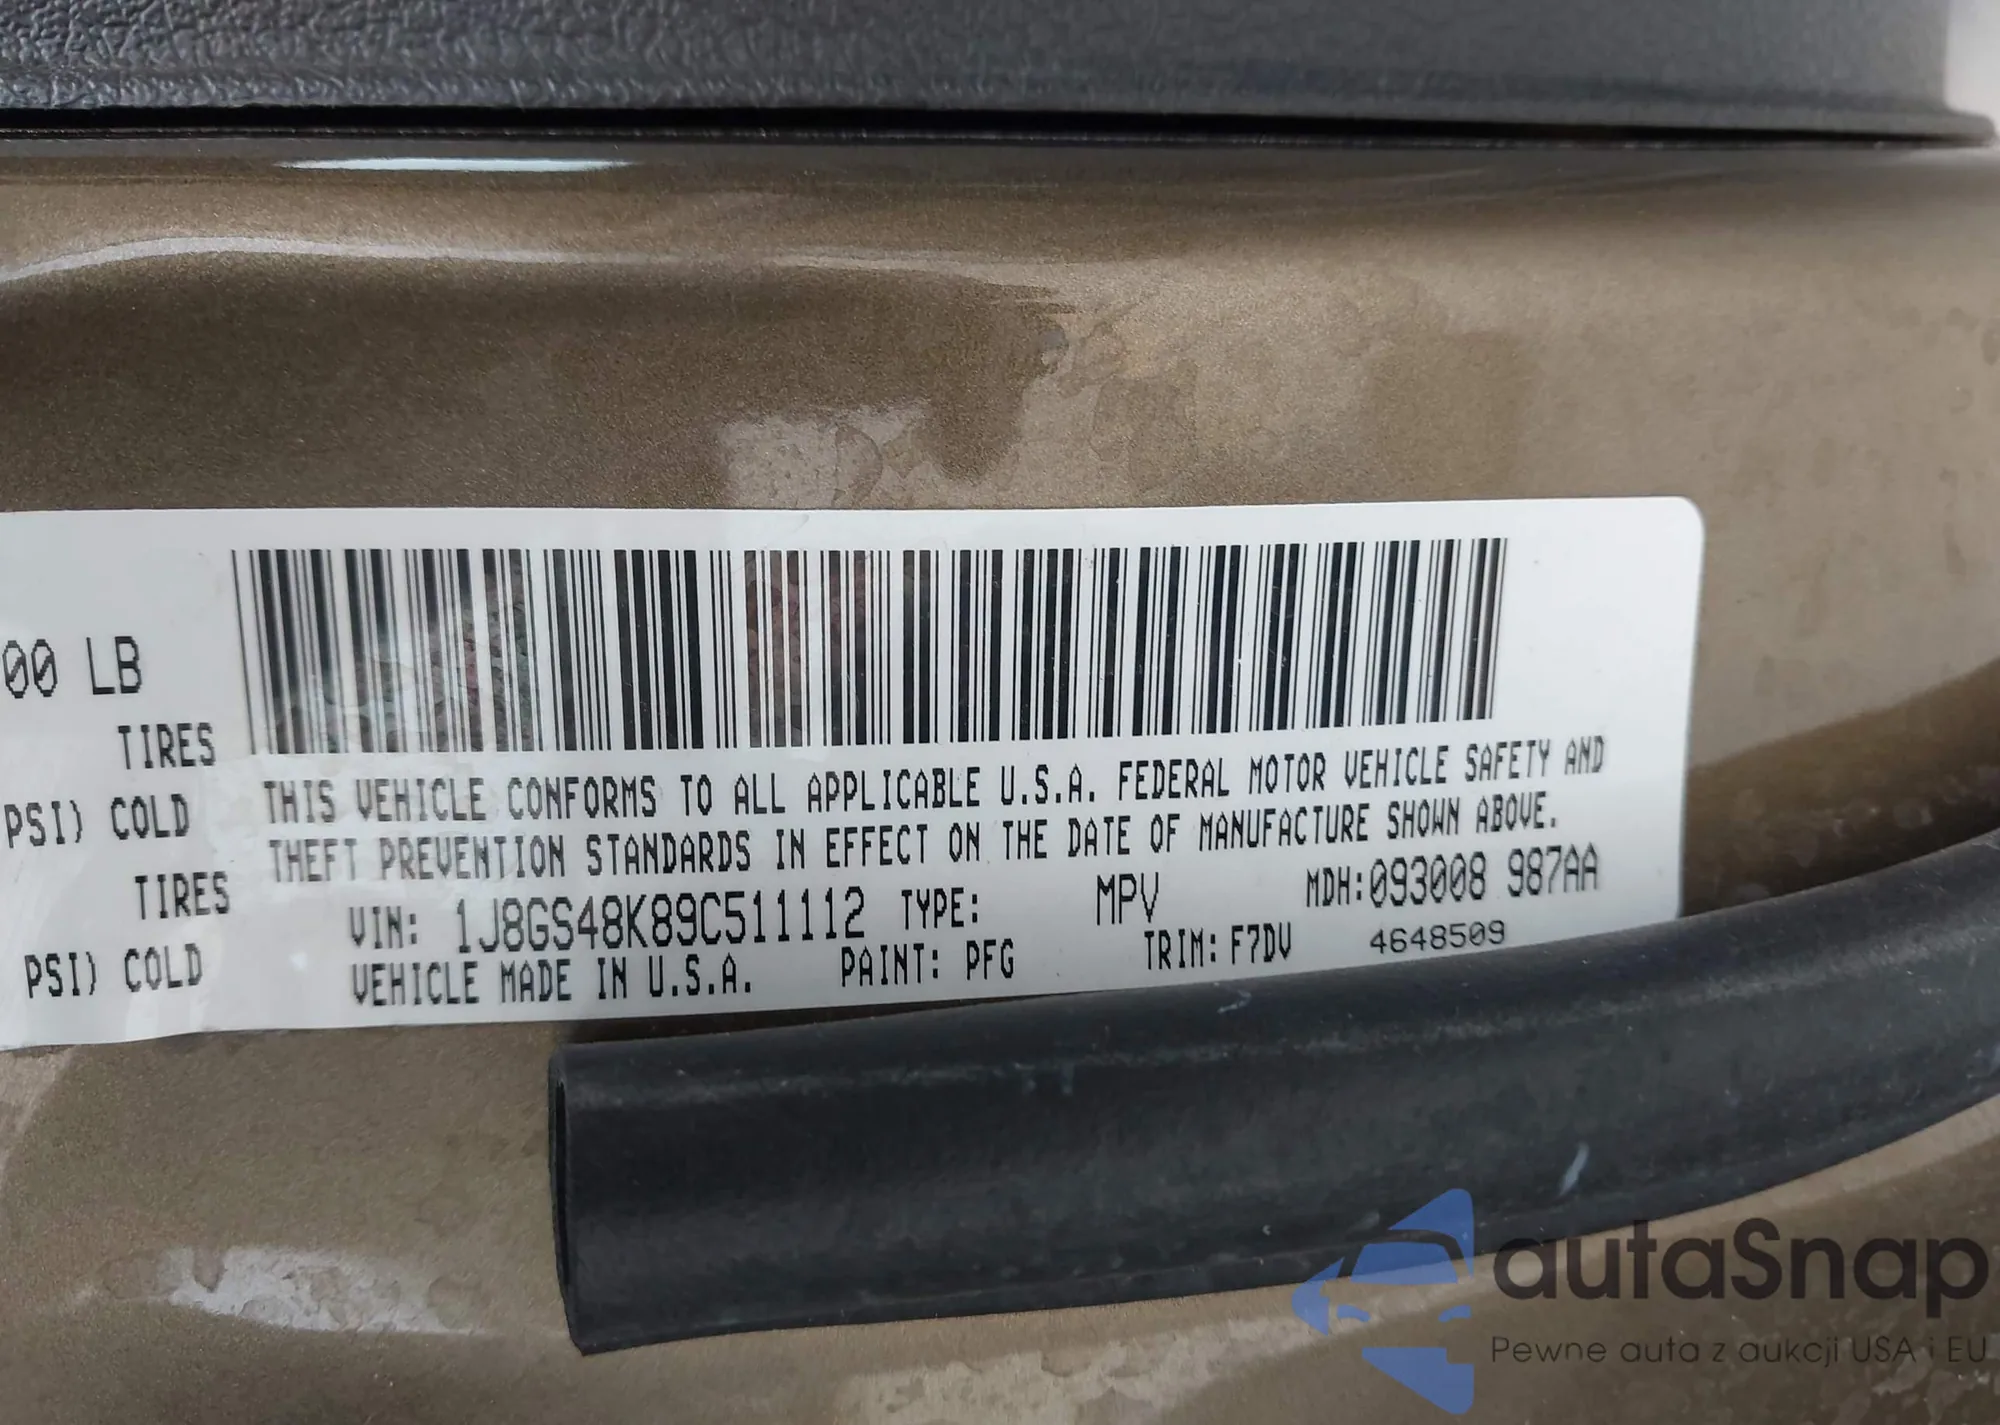 00 LB
TIRES
PSI) COLD
TIRES
PSI) COLD
THIS VEHICLE CONFORMS TO ALL APPLICABLE U.S.A. FEDERAL MOTOR VEHICLE SAFETY AND
THEFT PREVENTION STANDARDS IN EFFECT ON THE DATE OF MANUFACTURE SHOWN ABOVE.
VIN: 1J8GS48K89C511112 TYPE: MPV MDH:093008 987AA
VEHICLE MADE IN U.S.A. PAINT: PFG TRIM: F7DV 4648509
autaSnap
Pewne auta z aukcji USA i EU